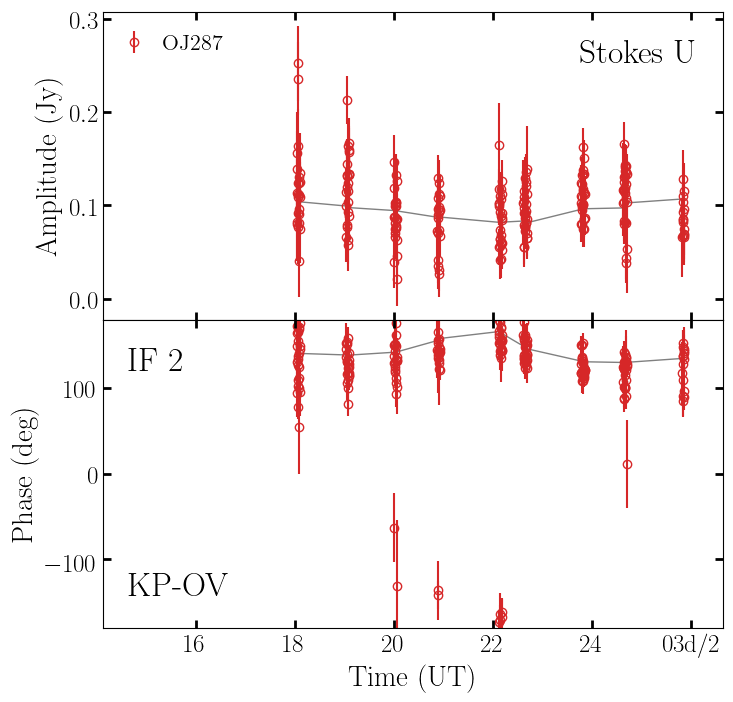 0.3
OJ287
Stokes U
0.2
Amplitude (Jy)
0.1
0.0
IF 2
100
Phase (deg)
0
−100
KP-OV
16 18 20 22 24 03d/2
Time (UT)